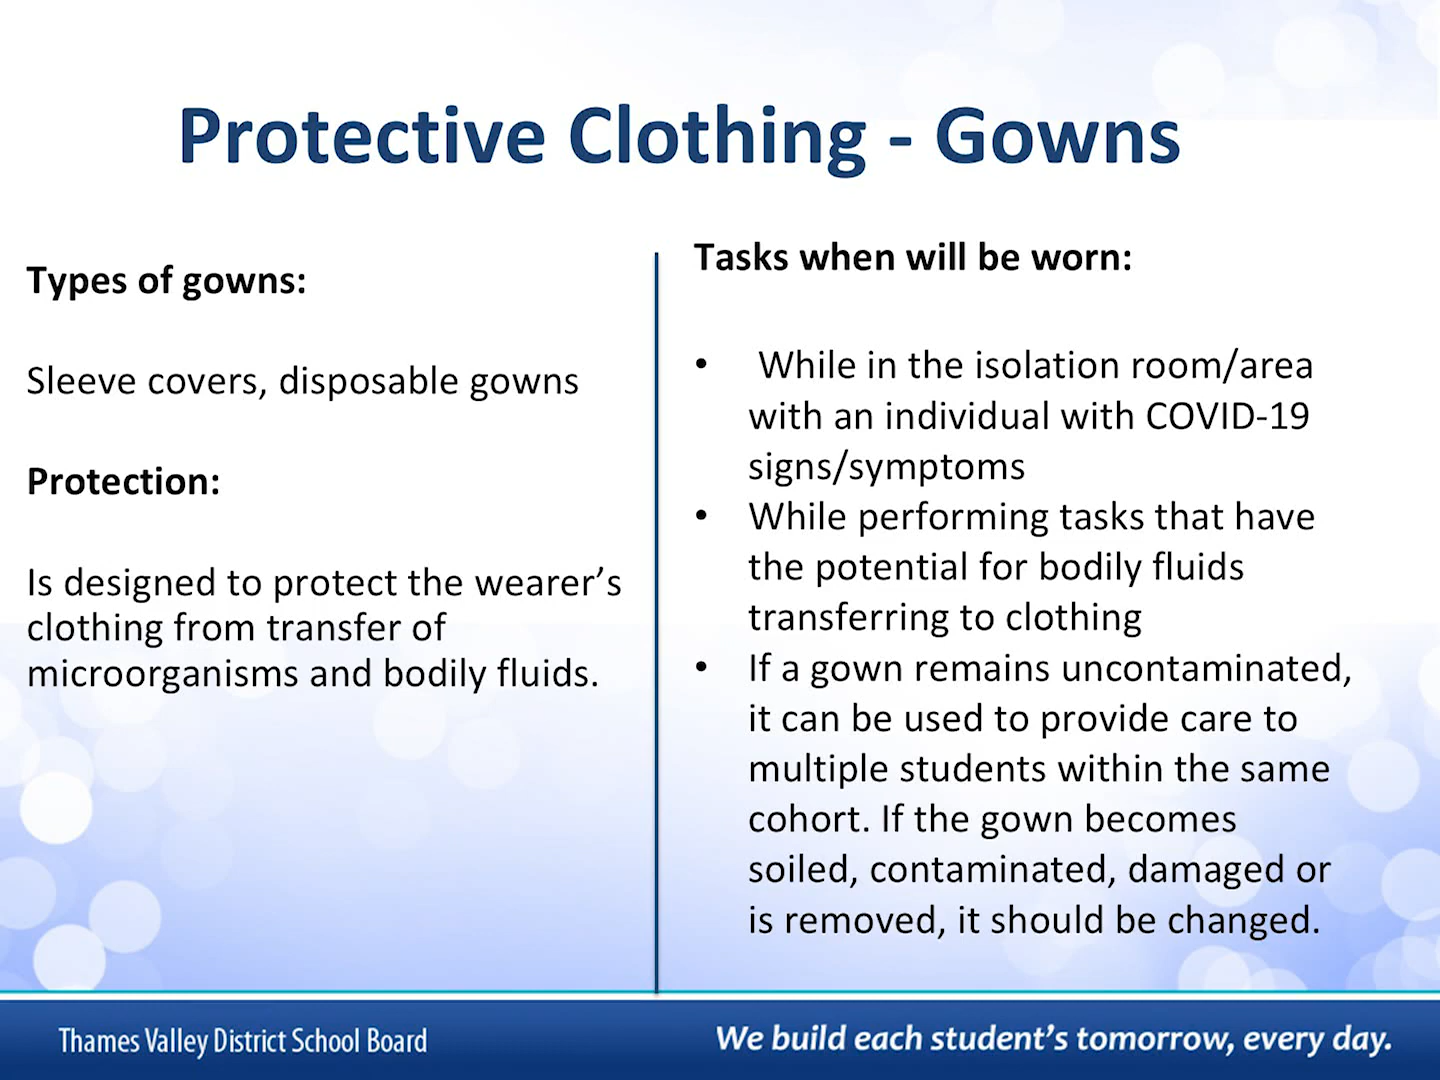 Protective Clothing - Gowns
Types of gowns:
Sleeve covers, disposable gowns
Protection:
Is designed to protect the wearer’s
clothing from transfer of
microorganisms and bodily fluids.
Tasks when will be worn:
• While in the isolation room/area
with an individual with COVID-19
signs/symptoms
• While performing tasks that have
the potential for bodily fluids
transferring to clothing
• If a gown remains uncontaminated,
it can be used to provide care to
multiple students within the same
cohort. If the gown becomes
soiled, contaminated, damaged or
is removed, it should be changed.
Thames Valley District School Board
We build each student’s tomorrow, every day.